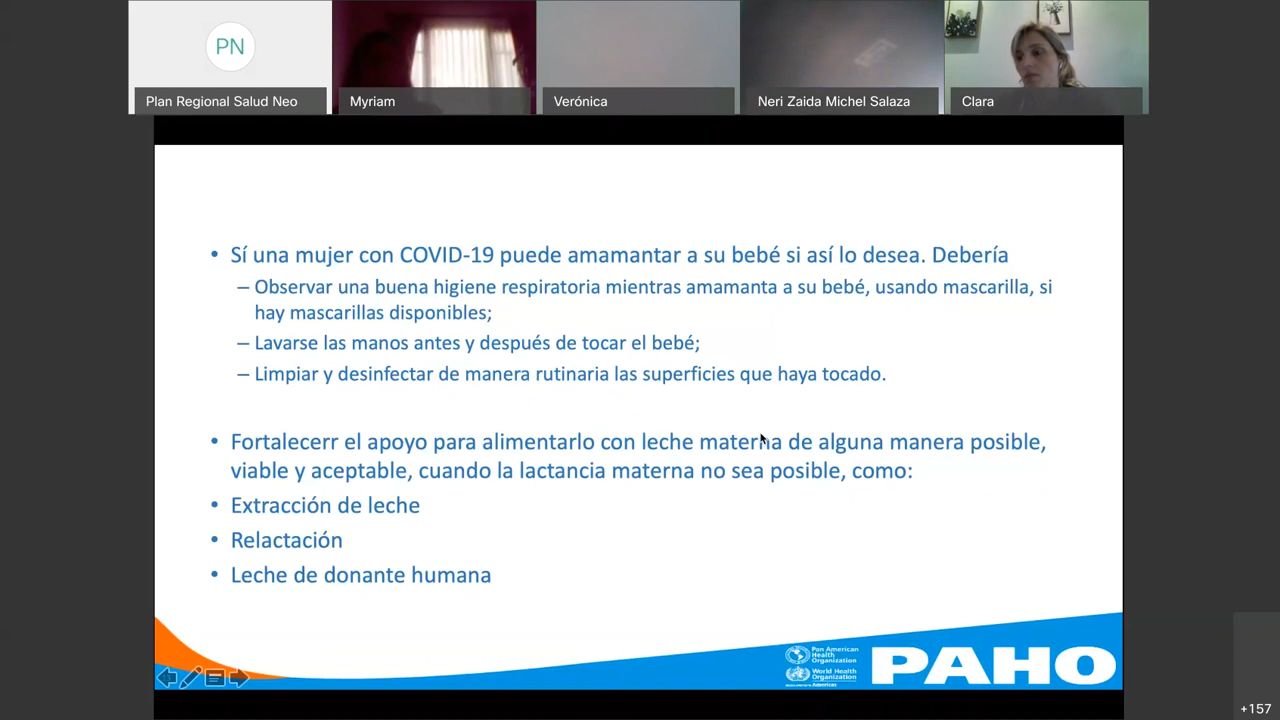 PN
Plan Regional Salud Neo
Myriam
Verónica
Neri Zaida Michel Salaza
Clara
• Sí una mujer con COVID-19 puede amamantar a su bebé si así lo desea. Debería
– Observar una buena higiene respiratoria mientras amamanta a su bebé, usando mascarilla, si
hay mascarillas disponibles;
– Lavarse las manos antes y después de tocar el bebé;
– Limpiar y desinfectar de manera rutinaria las superficies que haya tocado.
• Fortalecerr el apoyo para alimentarlo con leche materna de alguna manera posible,
viable y aceptable, cuando la lactancia materna no sea posible, como:
• Extracción de leche
• Relactación
• Leche de donante humana
Pan American
Health
Organization
World Health
Organization
Americas
PAHO
+157